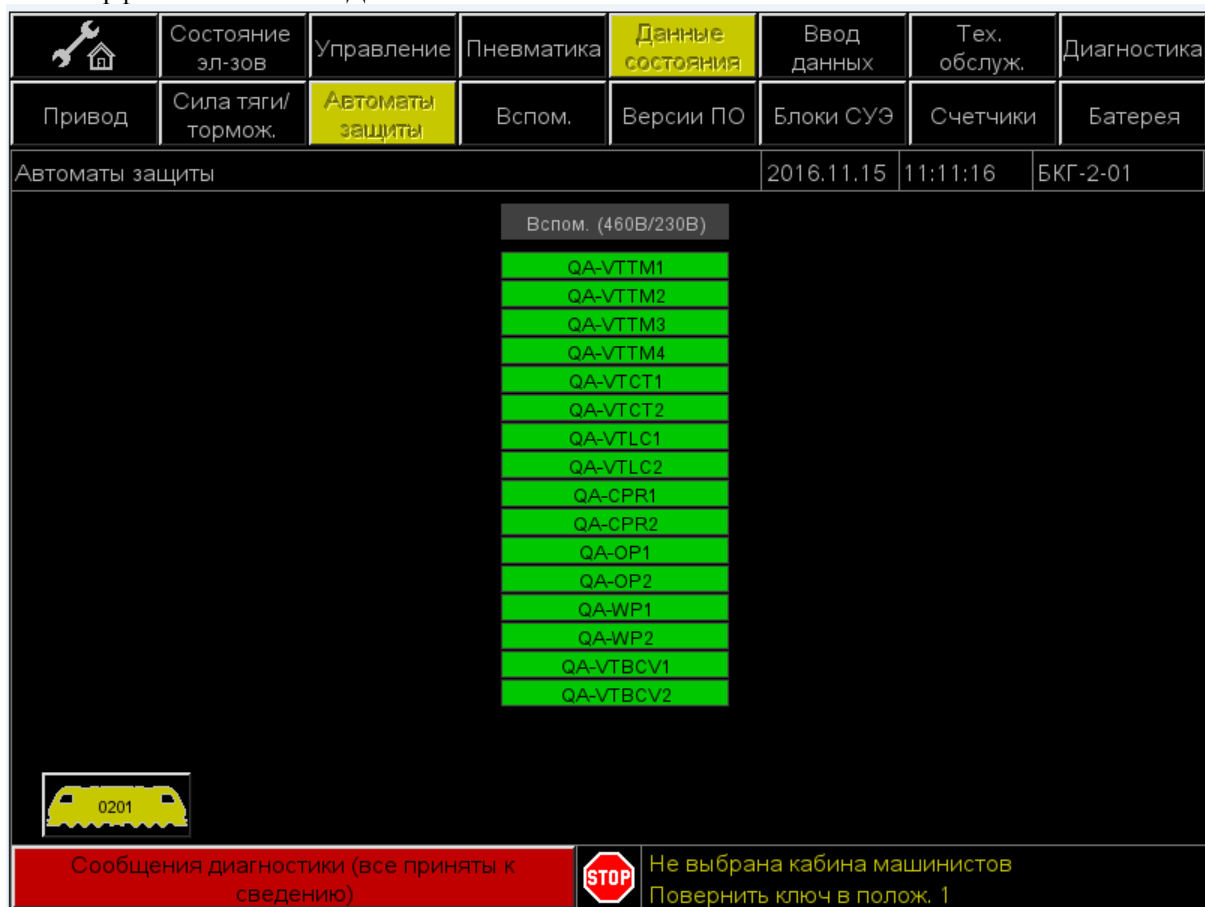 Состояние
эл-зов
Управление
Пневматика
Данные
состояния
Ввод
данных
Тех.
обслуж.
Диагностика
Привод
Сила тяги/
тормож.
Автоматы
защиты
Вспом.
Версии ПО
Блоки СУЭ
Счетчики
Батерея
Автоматы защиты
2016.11.15
11:11:16
БКГ-2-01
Вспом. (460В/230В)
QA-VTTM1
QA-VTTM2
QA-VTTM3
QA-VTTM4
QA-VTCT1
QA-VTCT2
QA-VTLC1
QA-VTLC2
QA-CPR1
QA-CPR2
QA-OP1
QA-OP2
QA-WP1
QA-WP2
QA-VTBCV1
QA-VTBCV2
0201
Сообщения диагностики (все приняты к
сведению)
STOP
Не выбрана кабина машинистов
Повернить ключ в полож. 1